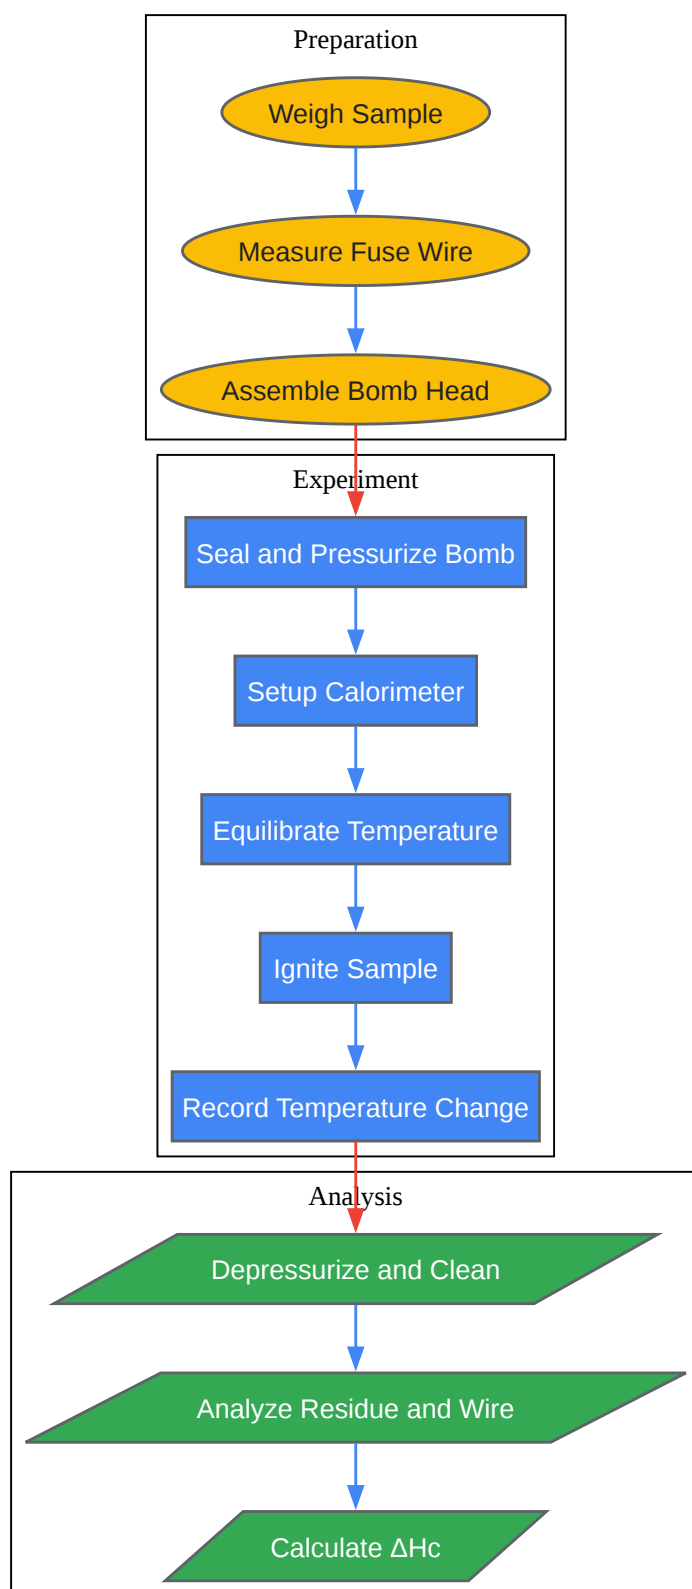 Preparation
Weigh Sample
Measure Fuse Wire
Assemble Bomb Head
Experiment
Seal and Pressurize Bomb
Setup Calorimeter
Equilibrate Temperature
Ignite Sample
Record Temperature Change
Analysis
Depressurize and Clean
Analyze Residue and Wire
Calculate ΔHc